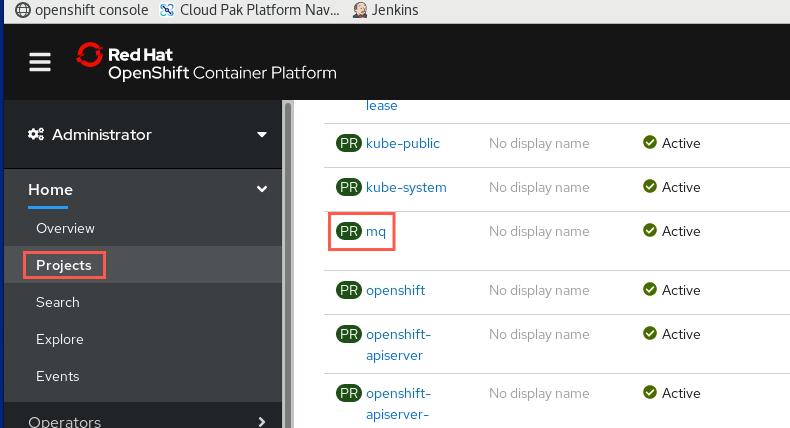 openshift console Cloud Pak Platform Nav... Jenkins
Red Hat
OpenShift Container Platform
Administrator
Home
Overview
Projects
Search
Explore
Events
Operators
lease
PR kube-public No display name Active
PR kube-system No display name Active
PR mq No display name Active
PR openshift No display name Active
PR openshift- No display name Active
apiserver
PR openshift- No display name Active
apiserver-